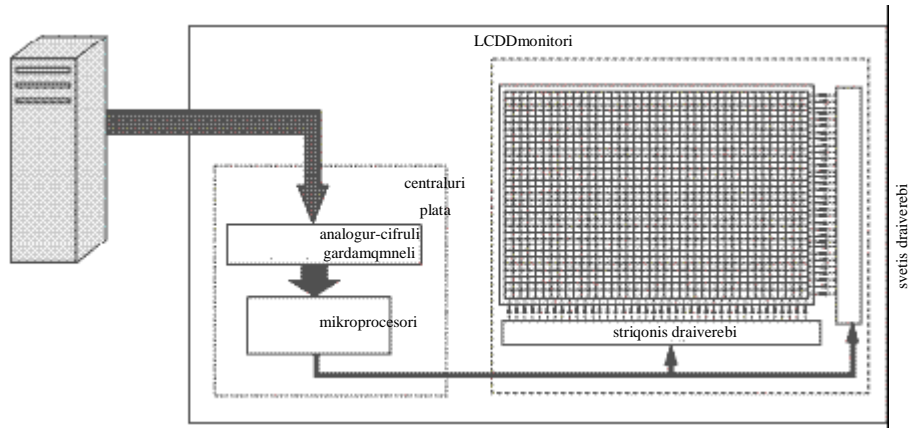 LCDDmonitori
centraluri
plata
analogur-cifruli
gardamqmneli
mikroprocesori
striqonis draiverebi
svetis draiverebi